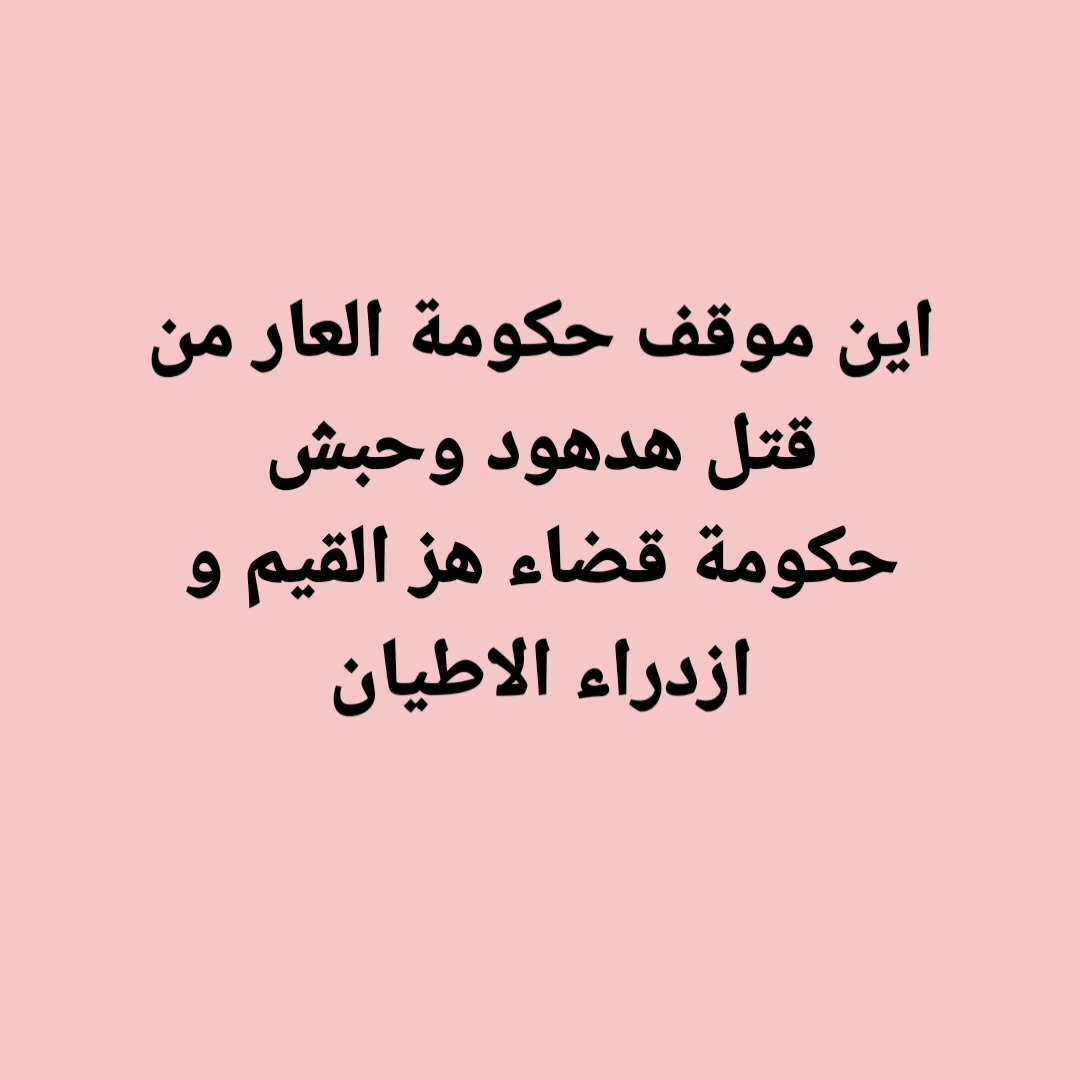 اين موقف حكومة العار من
قتل هدهود وحبش
حكومة قضاء هز القيم و
ازدراء الاطيان